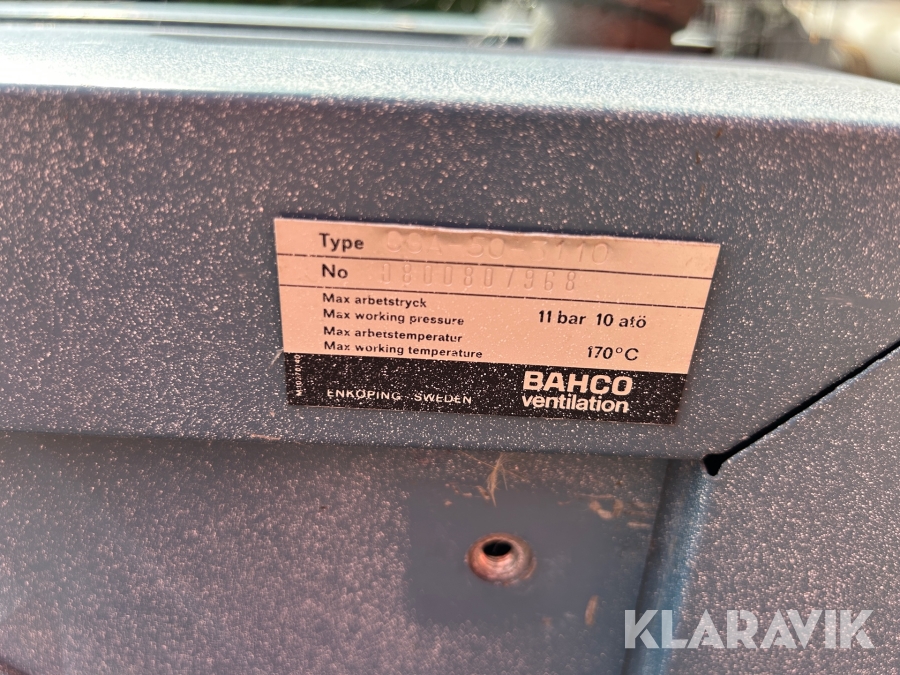 Type
No 0800807968
Max arbetstryck
Max working pressure 11 bar 10 atö
Max arbetstemperatur
Max working temperature 170°C
ENKÖPING SWEDEN BAHCO
ventilation
KLARAVIK